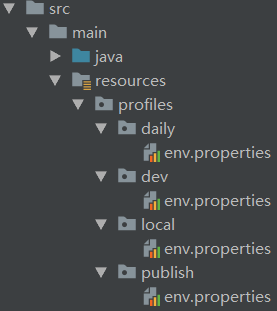 src
main
java
resources
profiles
daily
env.properties
dev
env.properties
local
env.properties
publish
env.properties